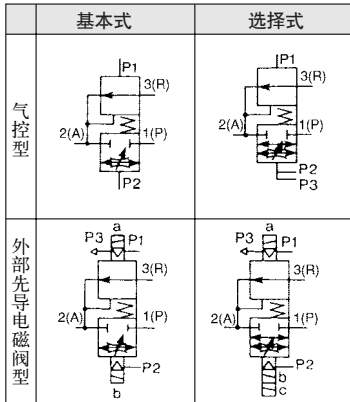 基本式 选择式
气控型
P1
3(R)
2(A) 1(P)
P2
P1
3(R)
2(A) 1(P)
P2
P3
外部先导电磁阀型
a
P3 P1
3(R)
2(A) 1(P)
P2
b
a
P3 P1
3(R)
2(A) 1(P)
P2
b
c